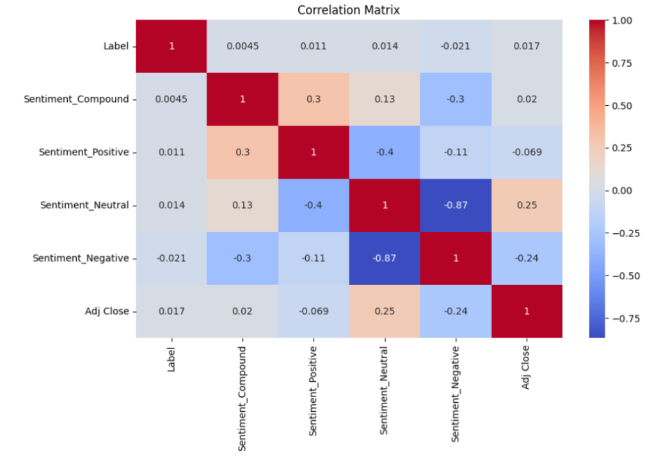 Correlation Matrix
Label 1 0.0045 0.011 0.014 -0.021 0.017
Sentiment_Compound 0.0045 1 0.3 0.13 -0.3 0.02
Sentiment_Positive 0.011 0.3 1 -0.4 -0.11 -0.069
Sentiment_Neutral 0.014 0.13 -0.4 1 -0.87 0.25
Sentiment_Negative -0.021 -0.3 -0.11 -0.87 1 -0.24
Adj Close 0.017 0.02 -0.069 0.25 -0.24 1
Label
Sentiment_Compound
Sentiment_Positive
Sentiment_Neutral
Sentiment_Negative
Adj Close
1.00
0.75
0.50
0.25
0.00
−0.25
−0.50
−0.75